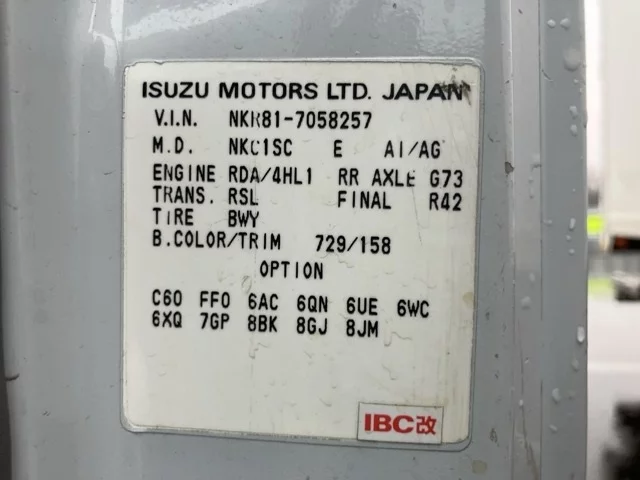 ISUZU MOTORS LTD. JAPAN
V.I.N. NKR81-7058257
M.D. NKC1SC E AI/AG
ENGINE RDA/4HL1 RR AXLE G73
TRANS. RSL FINAL R42
TIRE BWY
B.COLOR/TRIM 729/158
OPTION
C60 FF0 6AC 6QN 6UE 6WC
6XQ 7GP 8BK 8GJ 8JM
IBC改